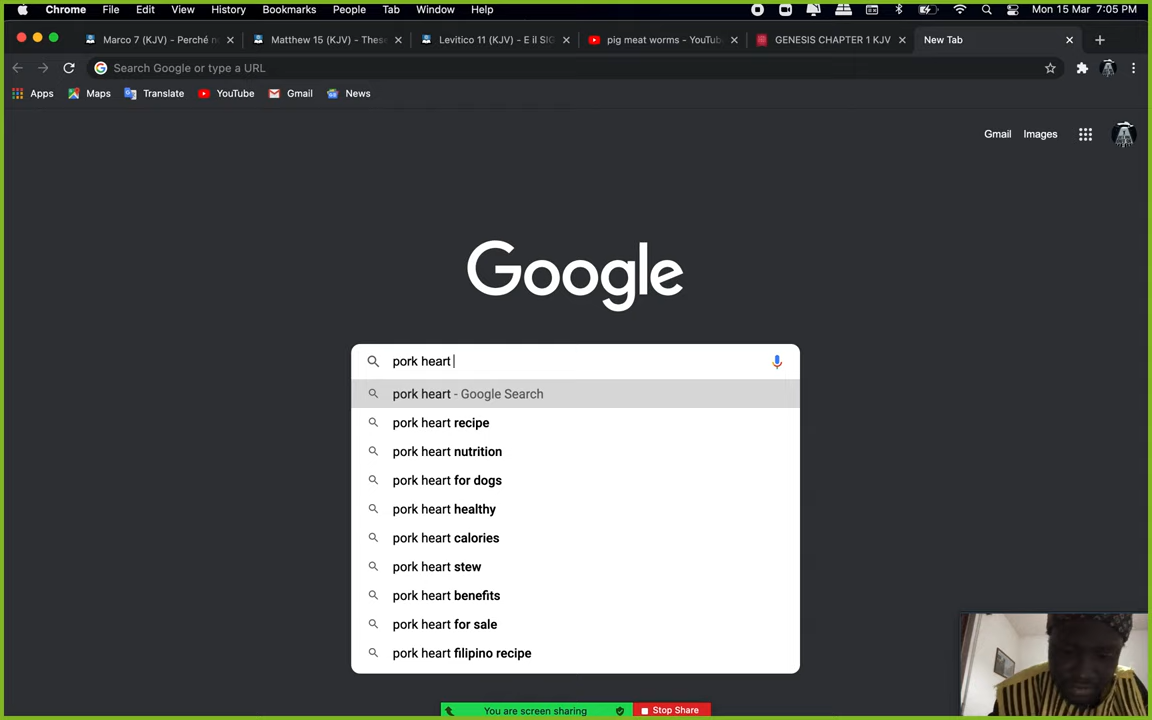 Chrome File Edit View History Bookmarks People Tab Window Help Mon 15 Mar 7:05 PM
Marco 7 (KJV) - Perché n Matthew 15 (KJV) - Thes Levitico 11 (KJV) - E il SIG pig meat worms - YouTub GENESIS CHAPTER 1 KJV New Tab
Search Google or type a URL
Apps Maps Translate YouTube Gmail News
Gmail Images
Google
pork heart
pork heart - Google Search
pork heart recipe
pork heart nutrition
pork heart for dogs
pork heart healthy
pork heart calories
pork heart stew
pork heart benefits
pork heart for sale
pork heart filipino recipe
You are screen sharing Stop Share